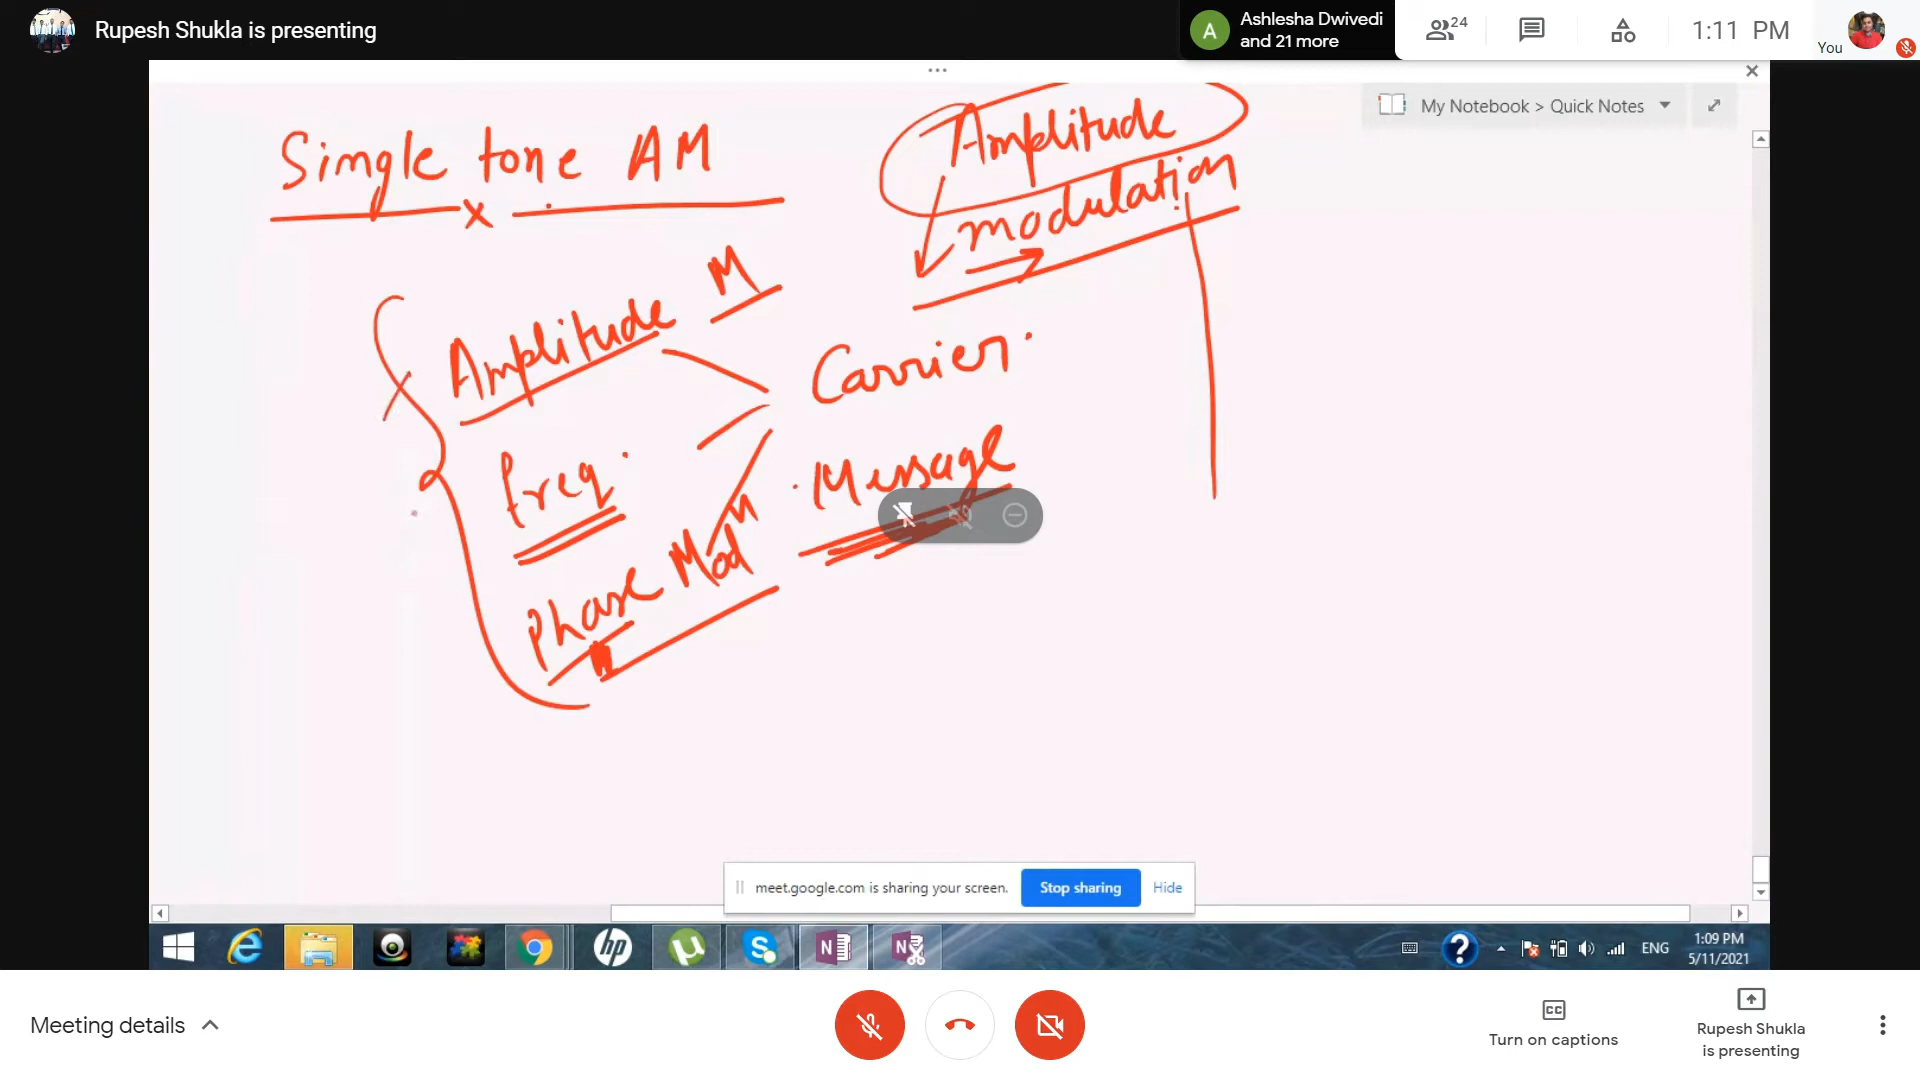 Rupesh Shukla is presenting
A
Ashlesha Dwivedi
and 21 more
24
1:11 PM
You
My Notebook > Quick Notes
Single tone AM
x
Amplitude
modulation
Amplitude M
Carrier
freq.
Message
Phase Mod n
meet.google.com is sharing your screen.
Stop sharing
Hide
hp
ENG
1:09 PM
5/11/2021
Meeting details
CC
Turn on captions
Rupesh Shukla
is presenting